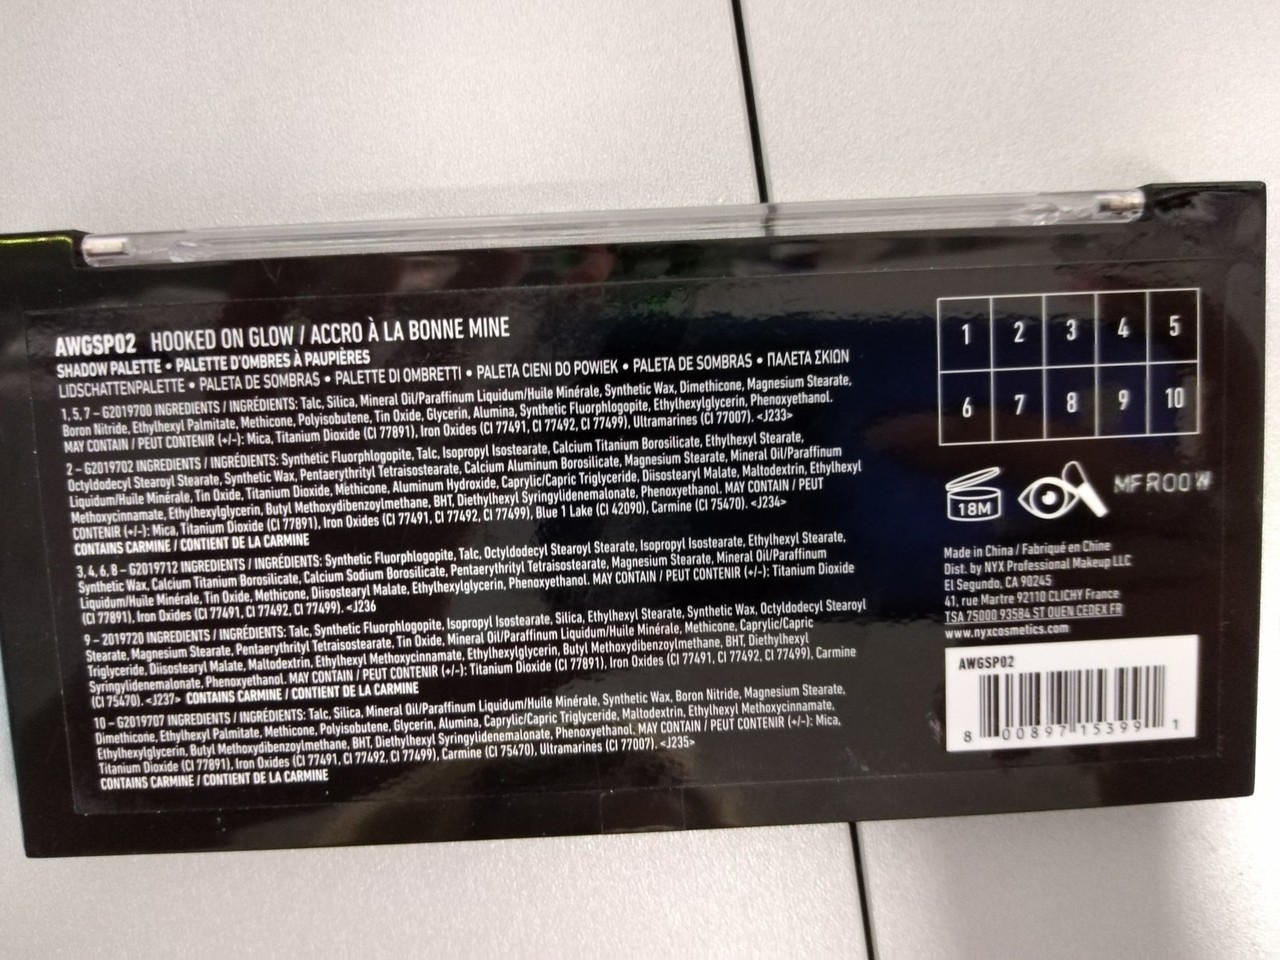 AWGSP02 HOOKED ON GLOW / ACCRO À LA BONNE MINE
SHADOW PALETTE • PALETTE D'OMBRES À PAUPIÈRES
LIDSCHATTENPALETTE • PALETA DE SOMBRAS • PALETTE DI OMBRETTI • PALETA CIENI DO POWIEK • PALETA DE SOMBRAS • ΠΑΛΕΤΑ ΣΚΙΩΝ
1,5,7 – G2019700 INGREDIENTS / INGRÉDIENTS: Talc, Silica, Mineral Oil/Paraffinum Liquidum/Huile Minérale, Synthetic Wax, Dimethicone, Magnesium Stearate,
Boron Nitride, Ethylhexyl Palmitate, Methicone, Polyisobutene, Tin Oxide, Glycerin, Alumina, Synthetic Fluorphlogopite, Ethylhexylglycerin, Phenoxyethanol.
MAY CONTAIN / PEUT CONTENIR (+/-): Mica, Titanium Dioxide (CI 77891), Iron Oxides (CI 77491, CI 77492, CI 77499), Ultramarines (CI 77007). <J233>
2 – G2019702 INGREDIENTS / INGRÉDIENTS: Synthetic Fluorphlogopite, Talc, Isopropyl Isostearate, Calcium Titanium Borosilicate, Ethylhexyl Stearate,
Octyldodecyl Stearoyl Stearate, Synthetic Wax, Pentaerythrityl Tetraisostearate, Calcium Aluminum Borosilicate, Magnesium Stearate, Mineral Oil/Paraffinum
Liquidum/Huile Minérale, Tin Oxide, Titanium Dioxide, Methicone, Aluminum Hydroxide, Caprylic/Capric Triglyceride, Diisostearyl Malate, Maltodextrin, Ethylhexyl
Methoxycinnamate, Ethylhexylglycerin, Butyl Methoxydibenzoylmethane, BHT, Diethylhexyl Syringylidenemalonate, Phenoxyethanol. MAY CONTAIN / PEUT
CONTENIR (+/-): Mica, Titanium Dioxide (CI 77891), Iron Oxides (CI 77491, CI 77492, CI 77499), Blue 1 Lake (CI 42090), Carmine (CI 75470). <J234>
CONTAINS CARMINE / CONTIENT DE LA CARMINE
3,4,6,8 – G2019712 INGREDIENTS / INGRÉDIENTS: Synthetic Fluorphlogopite, Talc, Octyldodecyl Stearoyl Stearate, Isopropyl Isostearate, Ethylhexyl Stearate,
Synthetic Wax, Calcium Titanium Borosilicate, Calcium Sodium Borosilicate, Pentaerythrityl Tetraisostearate, Magnesium Stearate, Mineral Oil/Paraffinum
Liquidum/Huile Minérale, Tin Oxide, Methicone, Diisostearyl Malate, Ethylhexylglycerin, Phenoxyethanol. MAY CONTAIN / PEUT CONTENIR (+/-): Titanium Dioxide
(CI 77891), Iron Oxides (CI 77491, CI 77492, CI 77499). <J236
9 – 2019720 INGREDIENTS / INGRÉDIENTS: Talc, Synthetic Fluorphlogopite, Isopropyl Isostearate, Silica, Ethylhexyl Stearate, Synthetic Wax, Octyldodecyl Stearoyl
Stearate, Magnesium Stearate, Pentaerythrityl Tetraisostearate, Tin Oxide, Mineral Oil/Paraffinum Liquidum/Huile Minérale, Methicone, Caprylic/Capric
Triglyceride, Diisostearyl Malate, Maltodextrin, Ethylhexyl Methoxycinnamate, Ethylhexylglycerin, Butyl Methoxydibenzoylmethane, BHT, Diethylhexyl
Syringylidenemalonate, Phenoxyethanol. MAY CONTAIN / PEUT CONTENIR (+/-): Titanium Dioxide (CI 77891), Iron Oxides (CI 77491, CI 77492, CI 77499), Carmine
(CI 75470). <J237> CONTAINS CARMINE / CONTIENT DE LA CARMINE
10 – G2019707 INGREDIENTS / INGRÉDIENTS: Talc, Silica, Mineral Oil/Paraffinum Liquidum/Huile Minérale, Synthetic Wax, Boron Nitride, Magnesium Stearate,
Dimethicone, Ethylhexyl Palmitate, Methicone, Polyisobutene, Glycerin, Alumina, Caprylic/Capric Triglyceride, Maltodextrin, Ethylhexyl Methoxycinnamate,
Ethylhexylglycerin, Butyl Methoxydibenzoylmethane, BHT, Diethylhexyl Syringylidenemalonate, Phenoxyethanol. MAY CONTAIN / PEUT CONTENIR (+/-): Mica,
Titanium Dioxide (CI 77891), Iron Oxides (CI 77491, CI 77492, CI 77499), Carmine (CI 75470), Ultramarines (CI 77007). <J235>
CONTAINS CARMINE / CONTIENT DE LA CARMINE
1 2 3 4 5
6 7 8 9 10
18M
MFR00W
Made in China / Fabriqué en Chine
Dist. by NYX Professional Makeup LLC
El Segundo, CA 90245
41, rue Martre 92110 CLICHY France
TSA 75000 93584 ST OUEN CEDEX FR
www.nyxcosmetics.com
AWGSP02
8 00897 15399 1